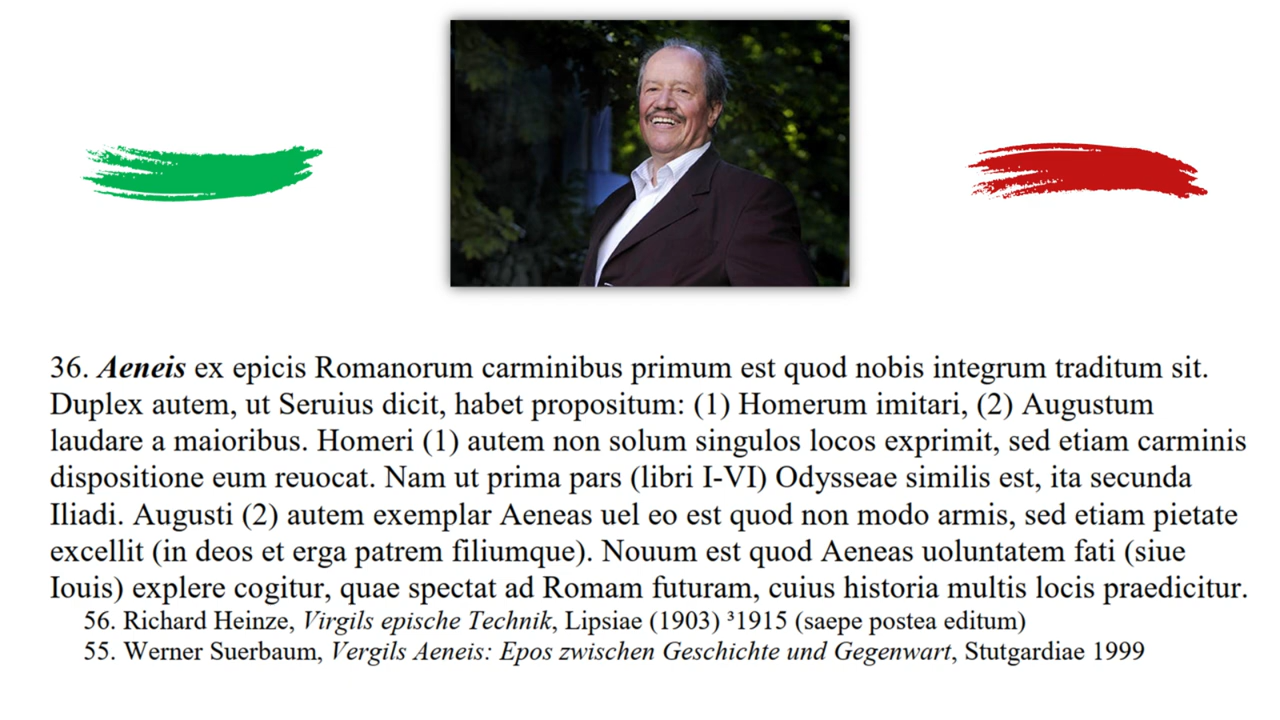 36. Aeneis ex epicis Romanorum carminibus primum est quod nobis integrum traditum sit.
Duplex autem, ut Seruius dicit, habet propositum: (1) Homerum imitari, (2) Augustum
laudare a maioribus. Homeri (1) autem non solum singulos locos exprimit, sed etiam carminis
dispositione eum reuocat. Nam ut prima pars (libri I-VI) Odysseae similis est, ita secunda
Iliadi. Augusti (2) autem exemplar Aeneas uel eo est quod non modo armis, sed etiam pietate
excellit (in deos et erga patrem filiumque). Nouum est quod Aeneas uoluntatem fati (siue
Iouis) explere cogitur, quae spectat ad Romam futuram, cuius historia multis locis praedicitur.
56. Richard Heinze, Virgils epische Technik, Lipsiae (1903) ³1915 (saepe postea editum)
55. Werner Suerbaum, Vergils Aeneis: Epos zwischen Geschichte und Gegenwart, Stutgardiae 1999